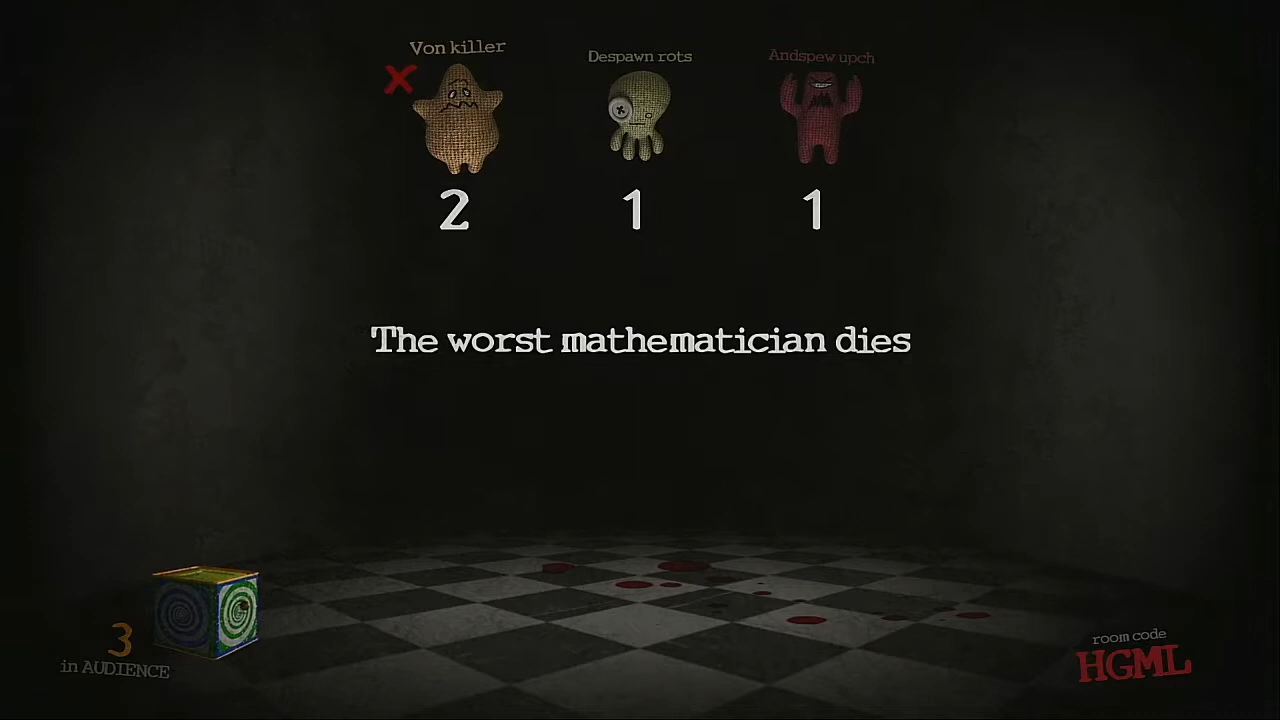 Von killer
Despawn rots
Andspew upch
2
1
1
The worst mathematician dies
3
in AUDIENCE
room code
HGML